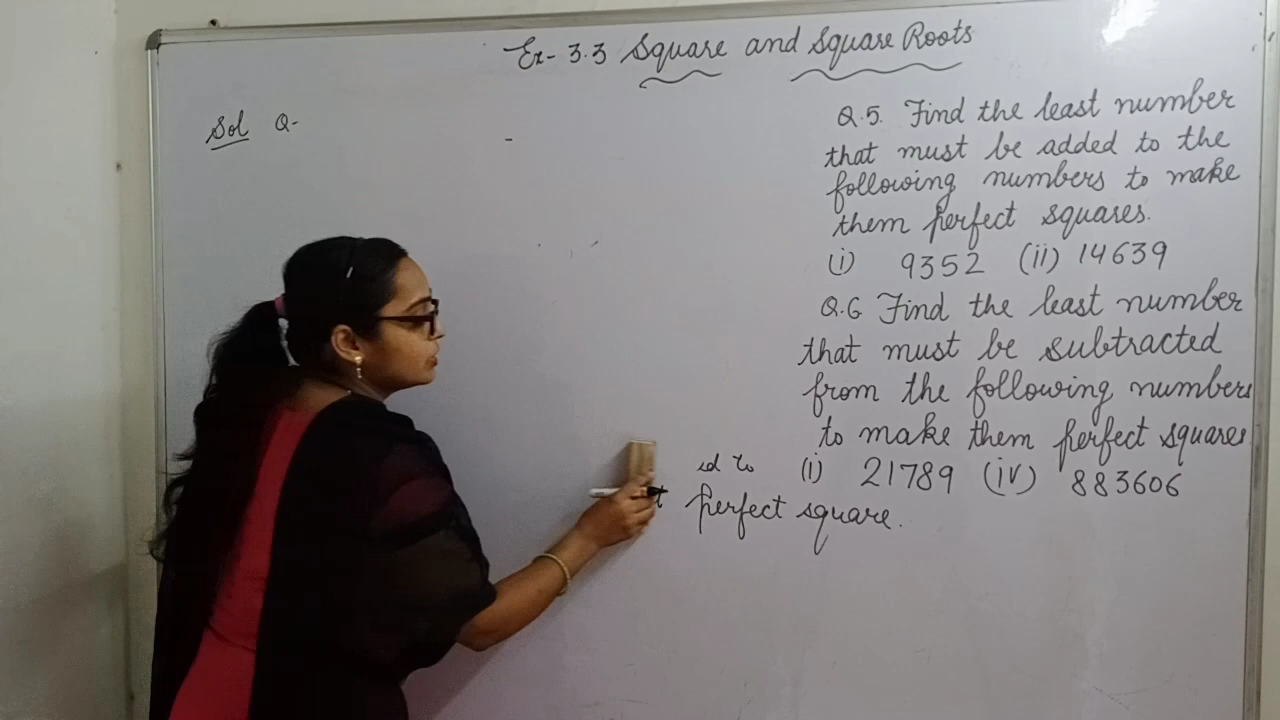 Ex- 3.3 Square and Square Roots
Sol Q-
Q.5. Find the least number
that must be added to the
following numbers to make
them perfect squares.
(i) 9352 (ii) 14639
Q.6 Find the least number
that must be subtracted
from the following numbers
to make them perfect squares
(i) 21789 (iv) 883606
ed to
t perfect square.